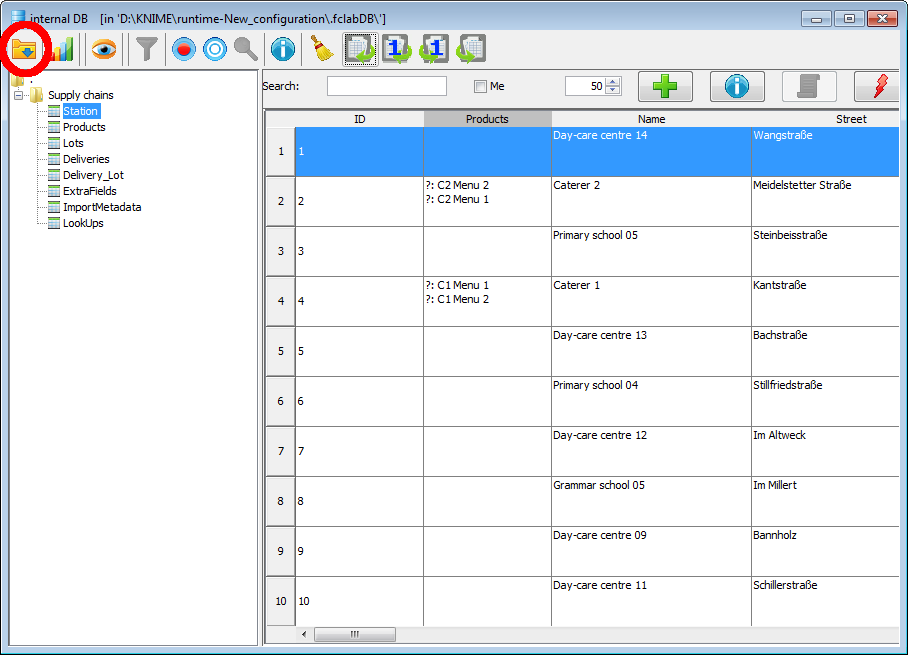 internal DB [in 'D:\KNIME\runtime-New_configuration\.fclabDB\']
1
1
.
Supply chains
Station
Products
Lots
Deliveries
Delivery_Lot
ExtraFields
ImportMetadata
LookUps
Search:
Me
50
ID Products Name Street
1 1 Day-care centre 14 Wangstraße
2 2 ?: C2 Menu 2 Caterer 2 Meidelstetter Straße
?: C2 Menu 1
3 3 Primary school 05 Steinbeisstraße
4 4 ?: C1 Menu 1 Caterer 1 Kantstraße
?: C1 Menu 2
5 5 Day-care centre 13 Bachstraße
6 6 Primary school 04 Stillfriedstraße
7 7 Day-care centre 12 Im Altweck
8 8 Grammar school 05 Im Millert
9 9 Day-care centre 09 Bannholz
10 10 Day-care centre 11 Schillerstraße